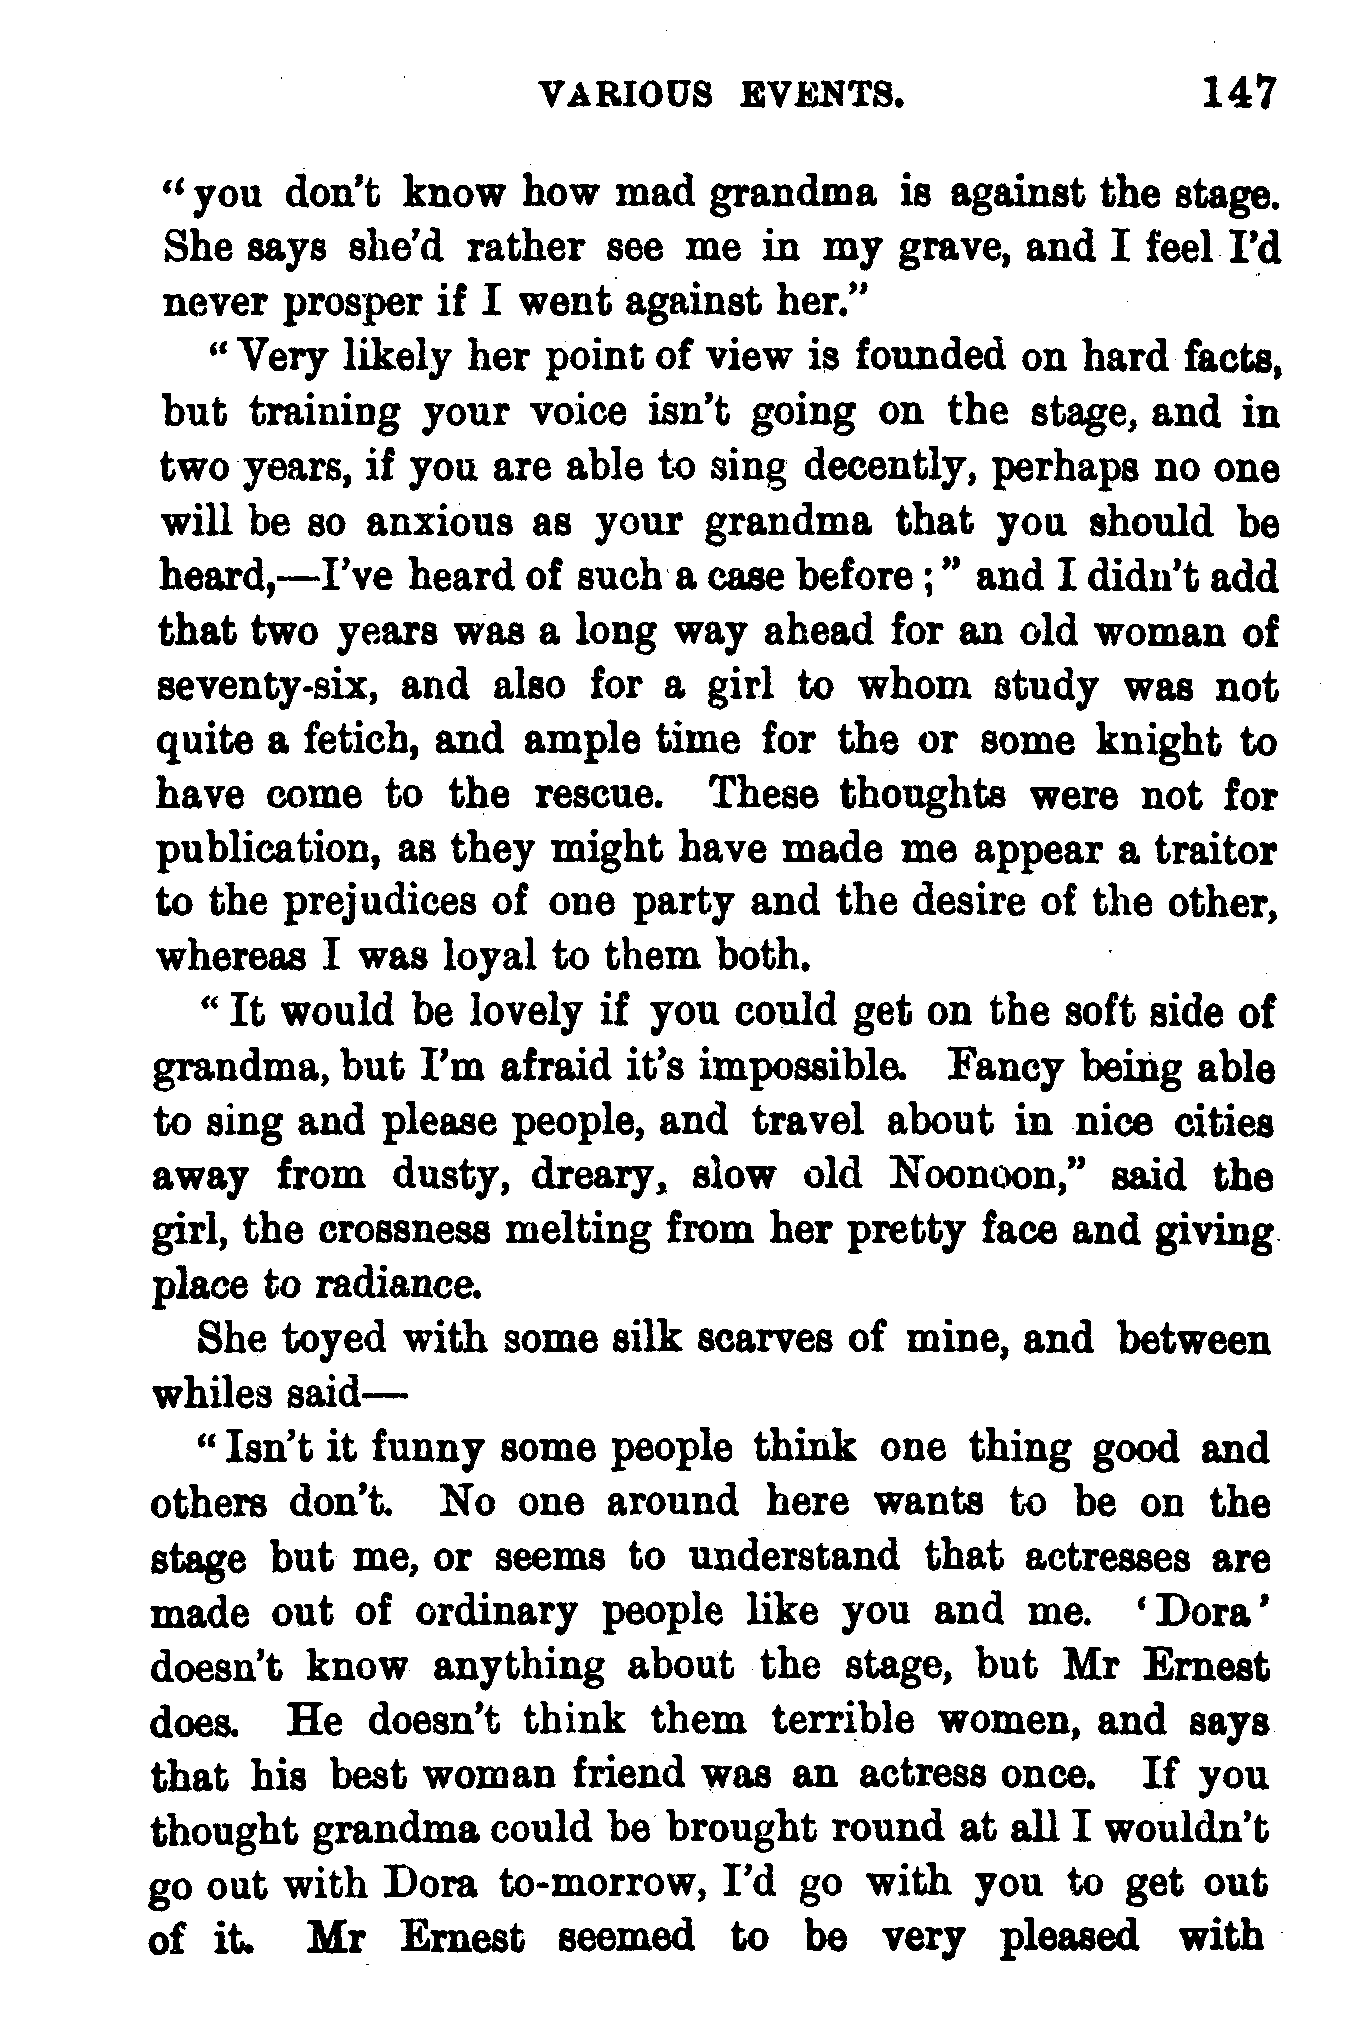 VARIOUS EVENTS. 147
“you don’t know how mad grandma is against the stage.
She says she’d rather see me in my grave, and I feel I’d
never prosper if I went against her.”
“Very likely her point of view is founded on hard facts,
but training your voice isn’t going on the stage, and in
two years, if you are able to sing decently, perhaps no one
will be so anxious as your grandma that you should be
heard,—I’ve heard of such a case before;” and I didn’t add
that two years was a long way ahead for an old woman of
seventy-six, and also for a girl to whom study was not
quite a fetich, and ample time for the or some knight to
have come to the rescue. These thoughts were not for
publication, as they might have made me appear a traitor
to the prejudices of one party and the desire of the other,
whereas I was loyal to them both.
“It would be lovely if you could get on the soft side of
grandma, but I’m afraid it’s impossible. Fancy being able
to sing and please people, and travel about in nice cities
away from dusty, dreary, slow old Noonoon,” said the
girl, the crossness melting from her pretty face and giving
place to radiance.
She toyed with some silk scarves of mine, and between
whiles said—
“Isn’t it funny some people think one thing good and
others don’t. No one around here wants to be on the
stage but me, or seems to understand that actresses are
made out of ordinary people like you and me. ‘Dora’
doesn’t know anything about the stage, but Mr Ernest
does. He doesn’t think them terrible women, and says
that his best woman friend was an actress once. If you
thought grandma could be brought round at all I wouldn’t
go out with Dora to-morrow, I’d go with you to get out
of it. Mr Ernest seemed to be very pleased with